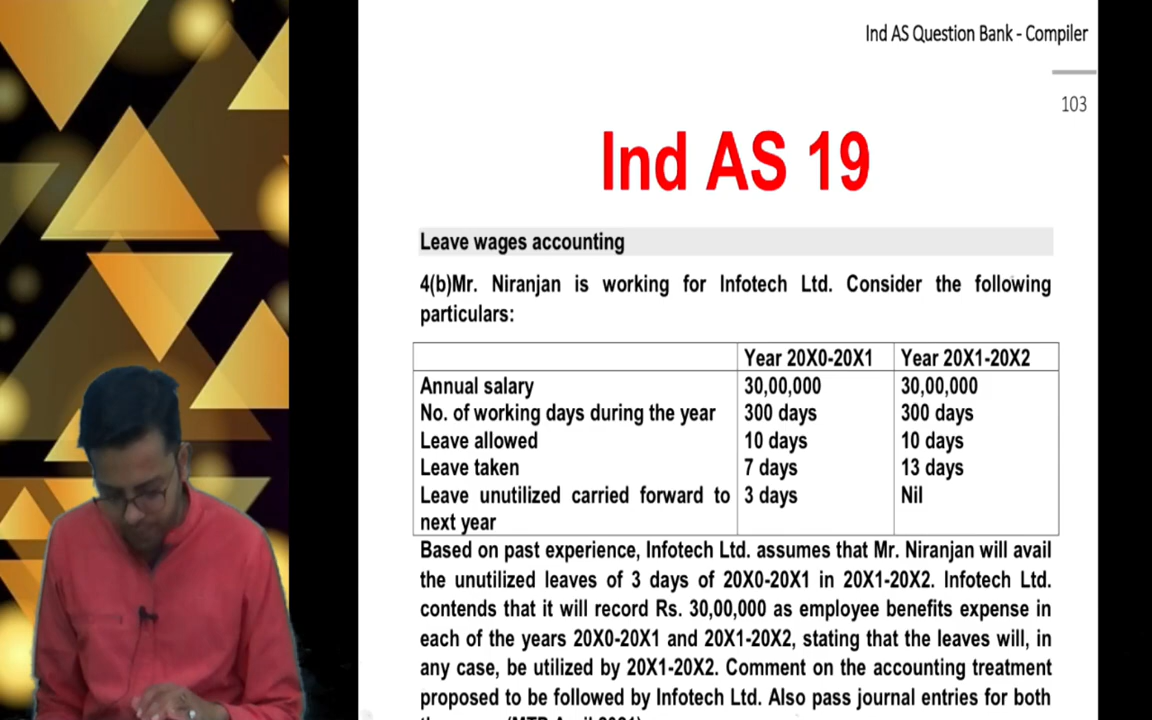 Ind AS Question Bank - Compiler
103
Ind AS 19
Leave wages accounting
4(b)Mr. Niranjan is working for Infotech Ltd. Consider the following
particulars:
Year 20X0-20X1 Year 20X1-20X2
Annual salary 30,00,000 30,00,000
No. of working days during the year 300 days 300 days
Leave allowed 10 days 10 days
Leave taken 7 days 13 days
Leave unutilized carried forward to 3 days Nil
next year
Based on past experience, Infotech Ltd. assumes that Mr. Niranjan will avail
the unutilized leaves of 3 days of 20X0-20X1 in 20X1-20X2. Infotech Ltd.
contends that it will record Rs. 30,00,000 as employee benefits expense in
each of the years 20X0-20X1 and 20X1-20X2, stating that the leaves will, in
any case, be utilized by 20X1-20X2. Comment on the accounting treatment
proposed to be followed by Infotech Ltd. Also pass journal entries for both